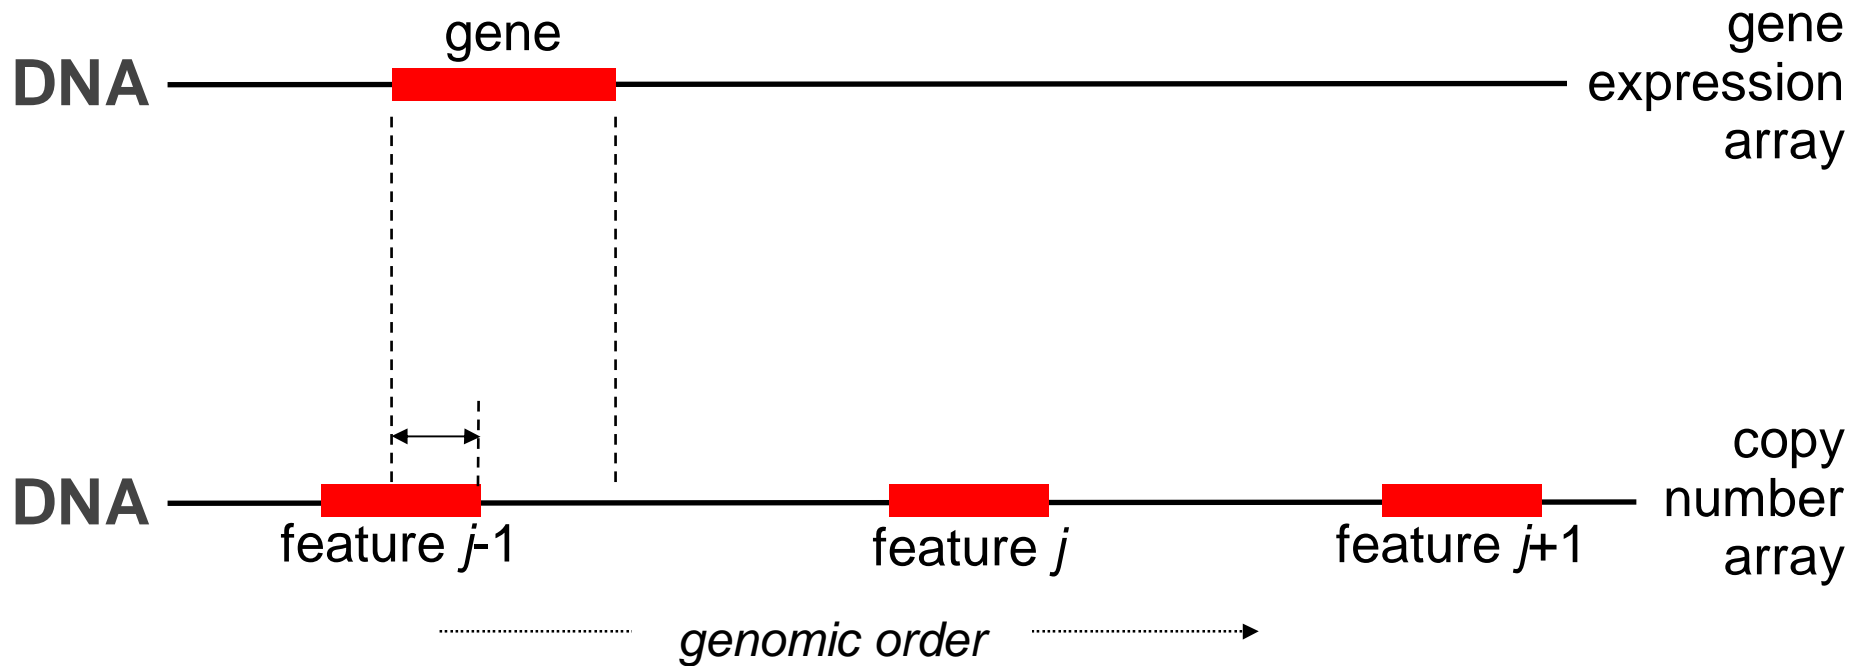 gene
DNA
gene
expression
array
DNA
feature j-1
feature j
feature j+1
copy
number
array
genomic order